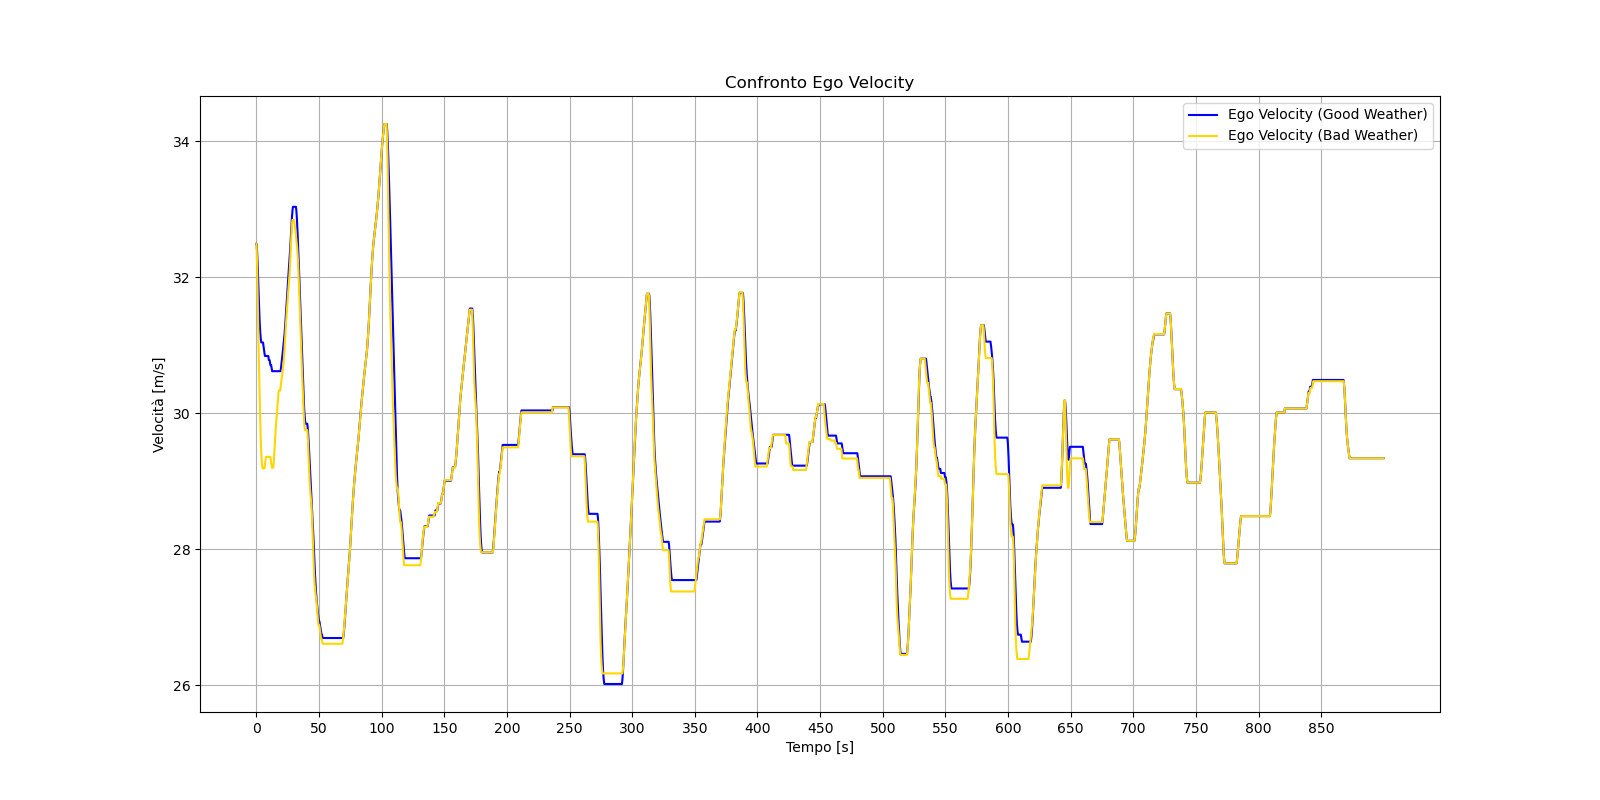 Confronto Ego Velocity
Ego Velocity (Good Weather)
Ego Velocity (Bad Weather)
Velocità [m/s]
34
32
30
28
26
0 50 100 150 200 250 300 350 400 450 500 550 600 650 700 750 800 850
Tempo [s]